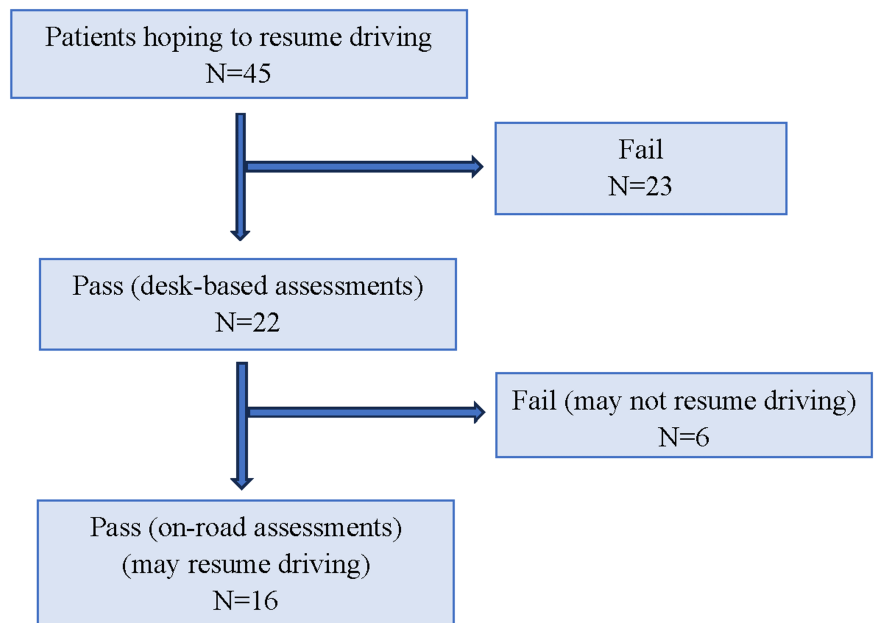 Patients hoping to resume driving
N=45
Fail
N=23
Pass (desk-based assessments)
N=22
Fail (may not resume driving)
N=6
Pass (on-road assessments)
(may resume driving)
N=16